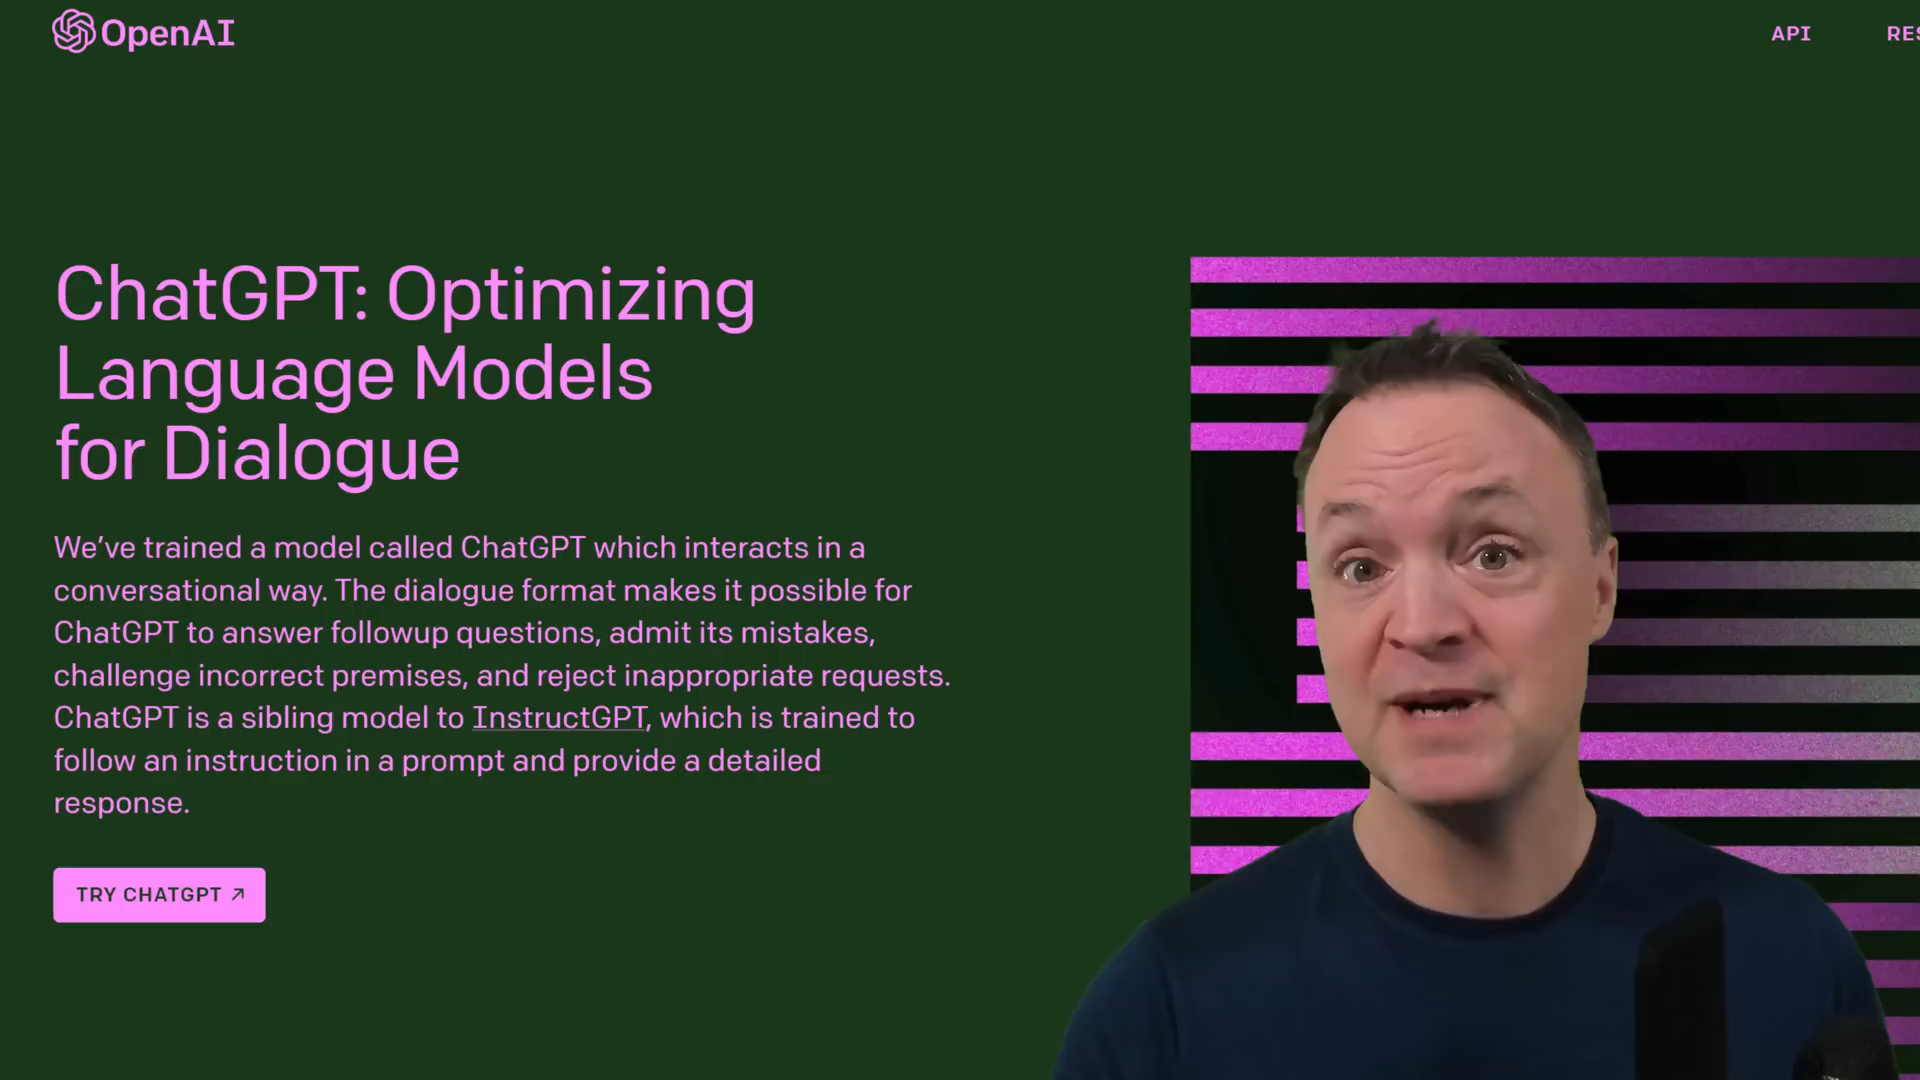 OpenAI
API
ChatGPT: Optimizing
Language Models
for Dialogue
We’ve trained a model called ChatGPT which interacts in a
conversational way. The dialogue format makes it possible for
ChatGPT to answer followup questions, admit its mistakes,
challenge incorrect premises, and reject inappropriate requests.
ChatGPT is a sibling model to InstructGPT, which is trained to
follow an instruction in a prompt and provide a detailed
response.
TRY CHATGPT ↗